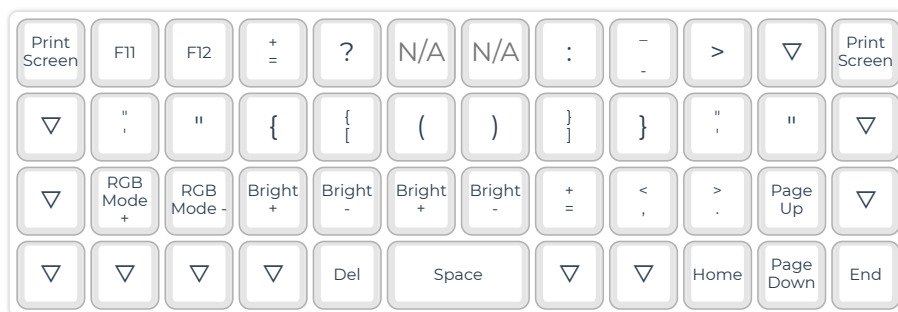 Print Screen F11 F12 + = ? N/A N/A : _ - > ▽ Print Screen
▽ " ' " { { [ ( ) } ] } " ' " ▽
▽ RGB Mode + RGB Mode - Bright + Bright - Bright + Bright - + = < , > . Page Up ▽
▽ ▽ ▽ ▽ Del Space ▽ ▽ Home Page Down End